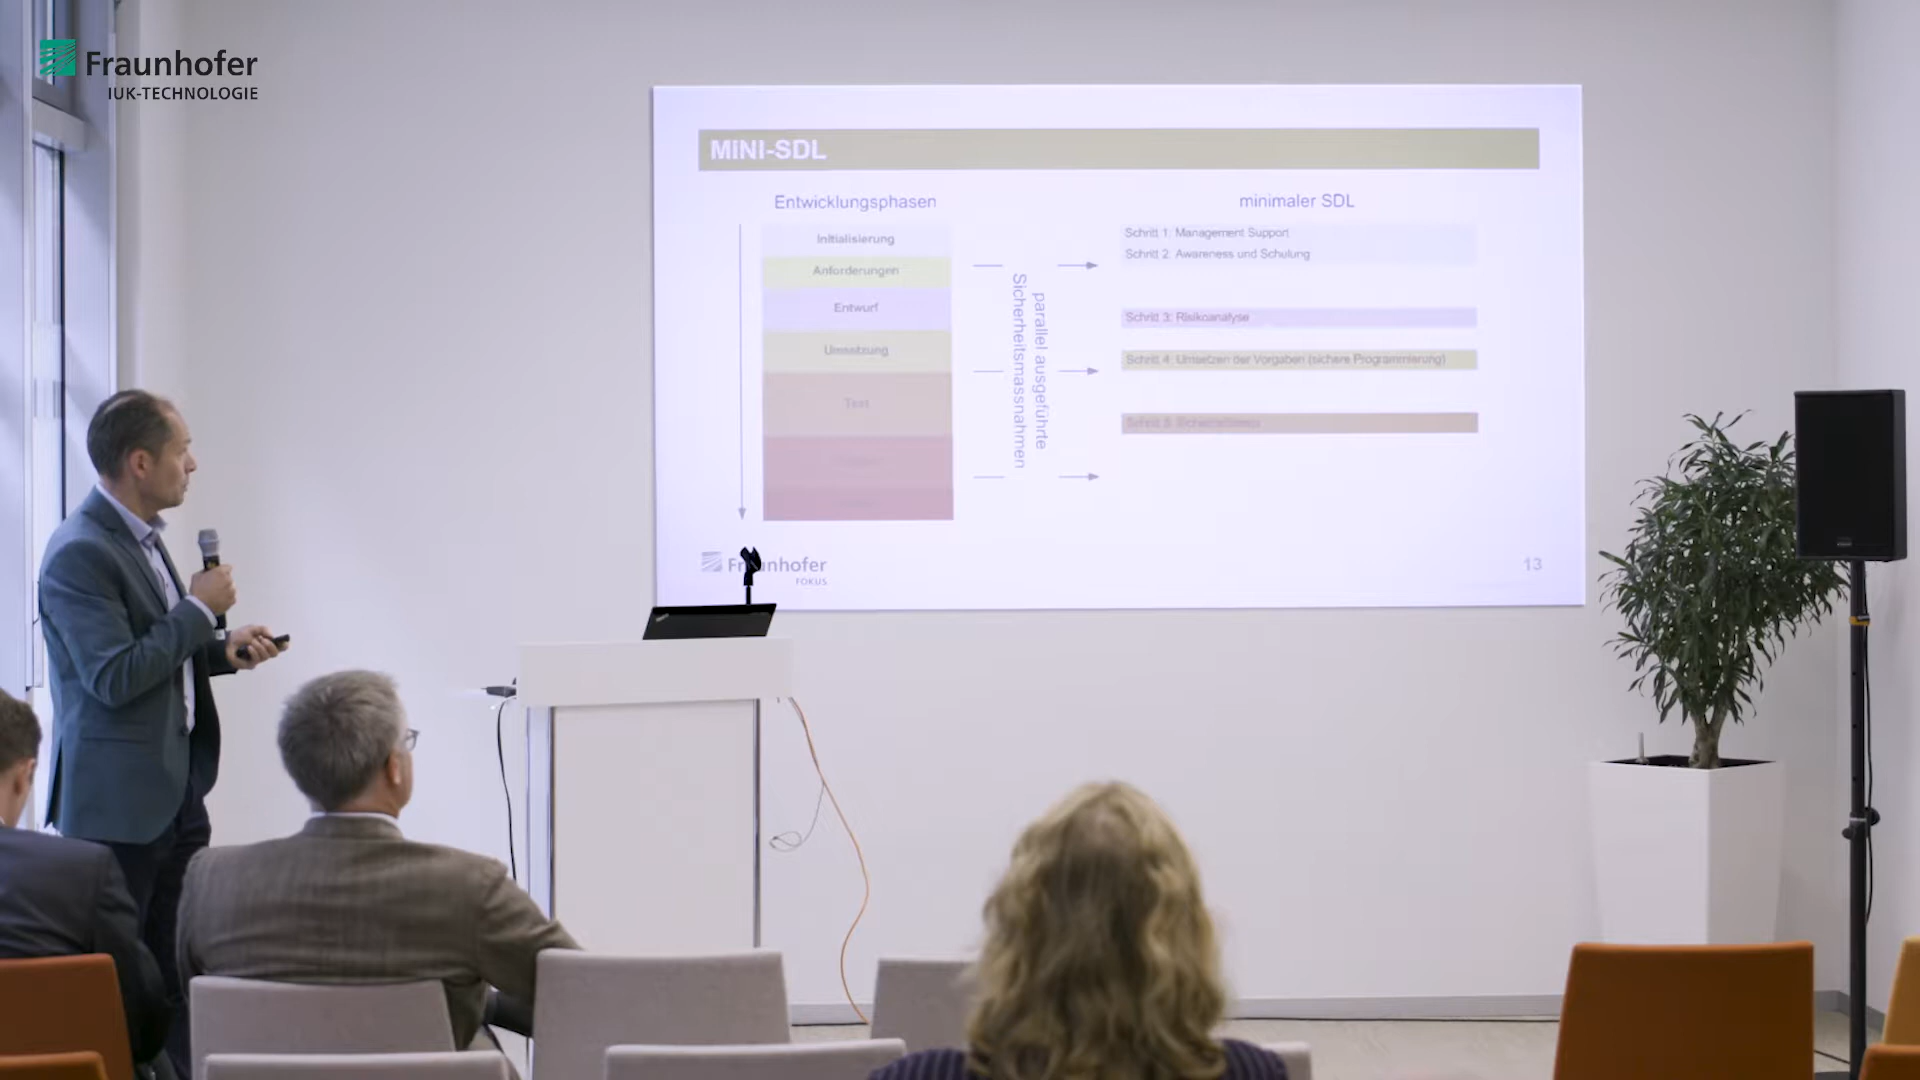 Fraunhofer
IUK-TECHNOLOGIE
MINI-SDL
Entwicklungsphasen
minimaler SDL
Initialisierung
Anforderungen
Entwurf
Umsetzung
Test
parallel ausgeführte
Sicherheitsmassnahmen
Schritt 1: Management Support
Schritt 2: Awareness und Schulung
Schritt 3: Risikoanalyse
Schritt 4: Umsetzen der Vorgaben (sichere Programmierung)
Schritt 5:
Fraunhofer
FOKUS
13